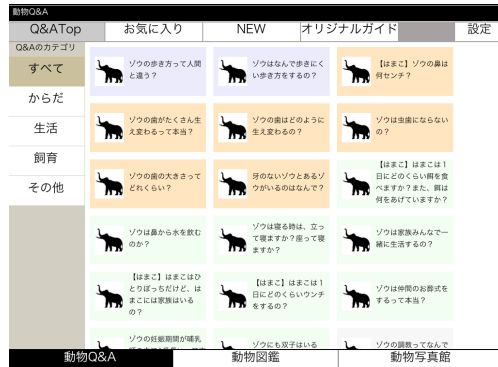 動物Q&A
Q&ATop
お気に入り
NEW
オリジナルガイド
設定
Q&Aのカテゴリ
すべて
からだ
生活
飼育
その他
ゾウの歩き方って人間
と違う？
ゾウはなんで歩きにく
い歩き方をするの？
【はまこ】ゾウの鼻は
何センチ？
ゾウの歯がたくさん生
え変わるって本当？
ゾウの歯はどのように
生え変わるの？
ゾウは虫歯にならない
の？
ゾウの歯の大きさって
どれくらい？
牙のないゾウとあるゾ
ウがいるのはなんで？
【はまこ】はまこは1
日にどのくらい餌を食
べますか？また、餌は
何をあげていますか？
ゾウは鼻から水を飲む
のか？
ゾウは寝る時は、立っ
て寝ますか？座って寝
ますか？
ゾウは家族みんなで一
緒に生活するの？
【はまこ】はまこはひ
とりぼっちだけど、は
まこには家族はいる
の？
【はまこ】はまこは1
日にどのくらいウンチ
をするの？
ゾウは仲間のお葬式を
するって本当？
ゾウの妊娠期間が哺乳
ゾウにも双子はいる
ゾウの調教ってなんで
動物Q&A
動物図鑑
動物写真館